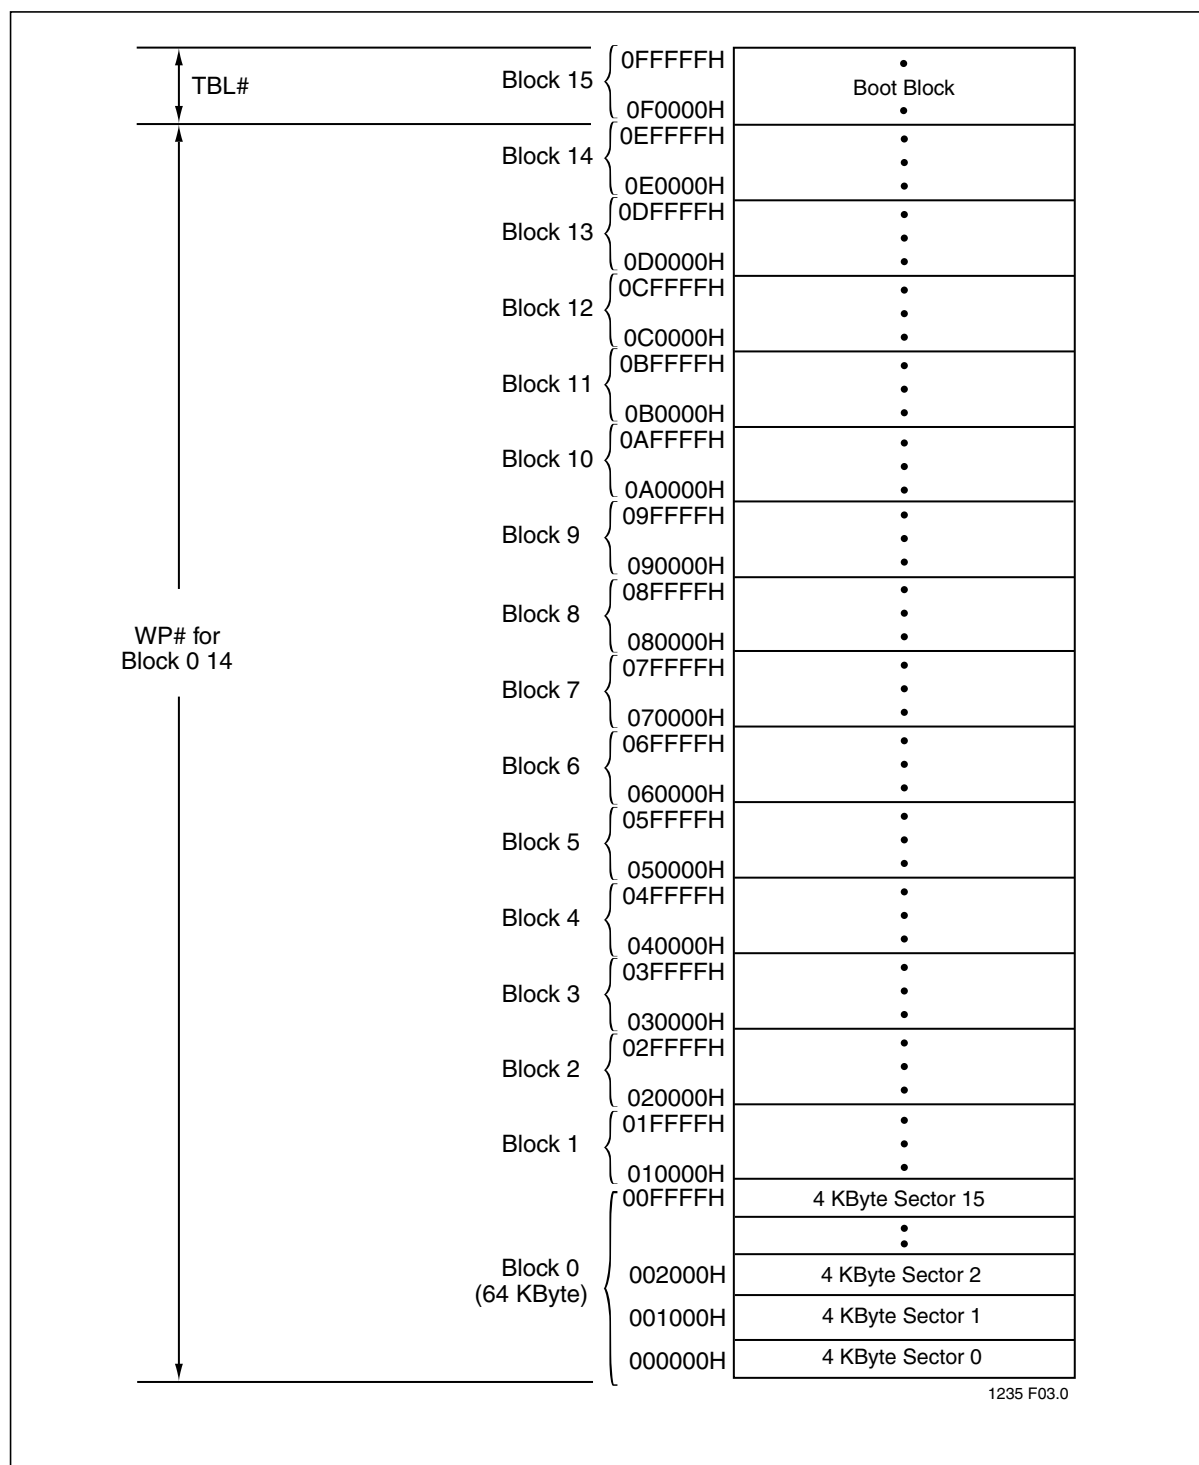 TBL#
Block 15
0FFFFFH
Boot Block
0F0000H
Block 14
0EFFFFH
0E0000H
Block 13
0DFFFFH
0D0000H
Block 12
0CFFFFH
0C0000H
Block 11
0BFFFFH
0B0000H
Block 10
0AFFFFH
0A0000H
Block 9
09FFFFH
090000H
Block 8
08FFFFH
080000H
WP# for
Block 0 14
Block 7
07FFFFH
070000H
Block 6
06FFFFH
060000H
Block 5
05FFFFH
050000H
Block 4
04FFFFH
040000H
Block 3
03FFFFH
030000H
Block 2
02FFFFH
020000H
Block 1
01FFFFH
010000H
Block 0
(64 KByte)
00FFFFH
4 KByte Sector 15
002000H
4 KByte Sector 2
001000H
4 KByte Sector 1
000000H
4 KByte Sector 0
1235 F03.0